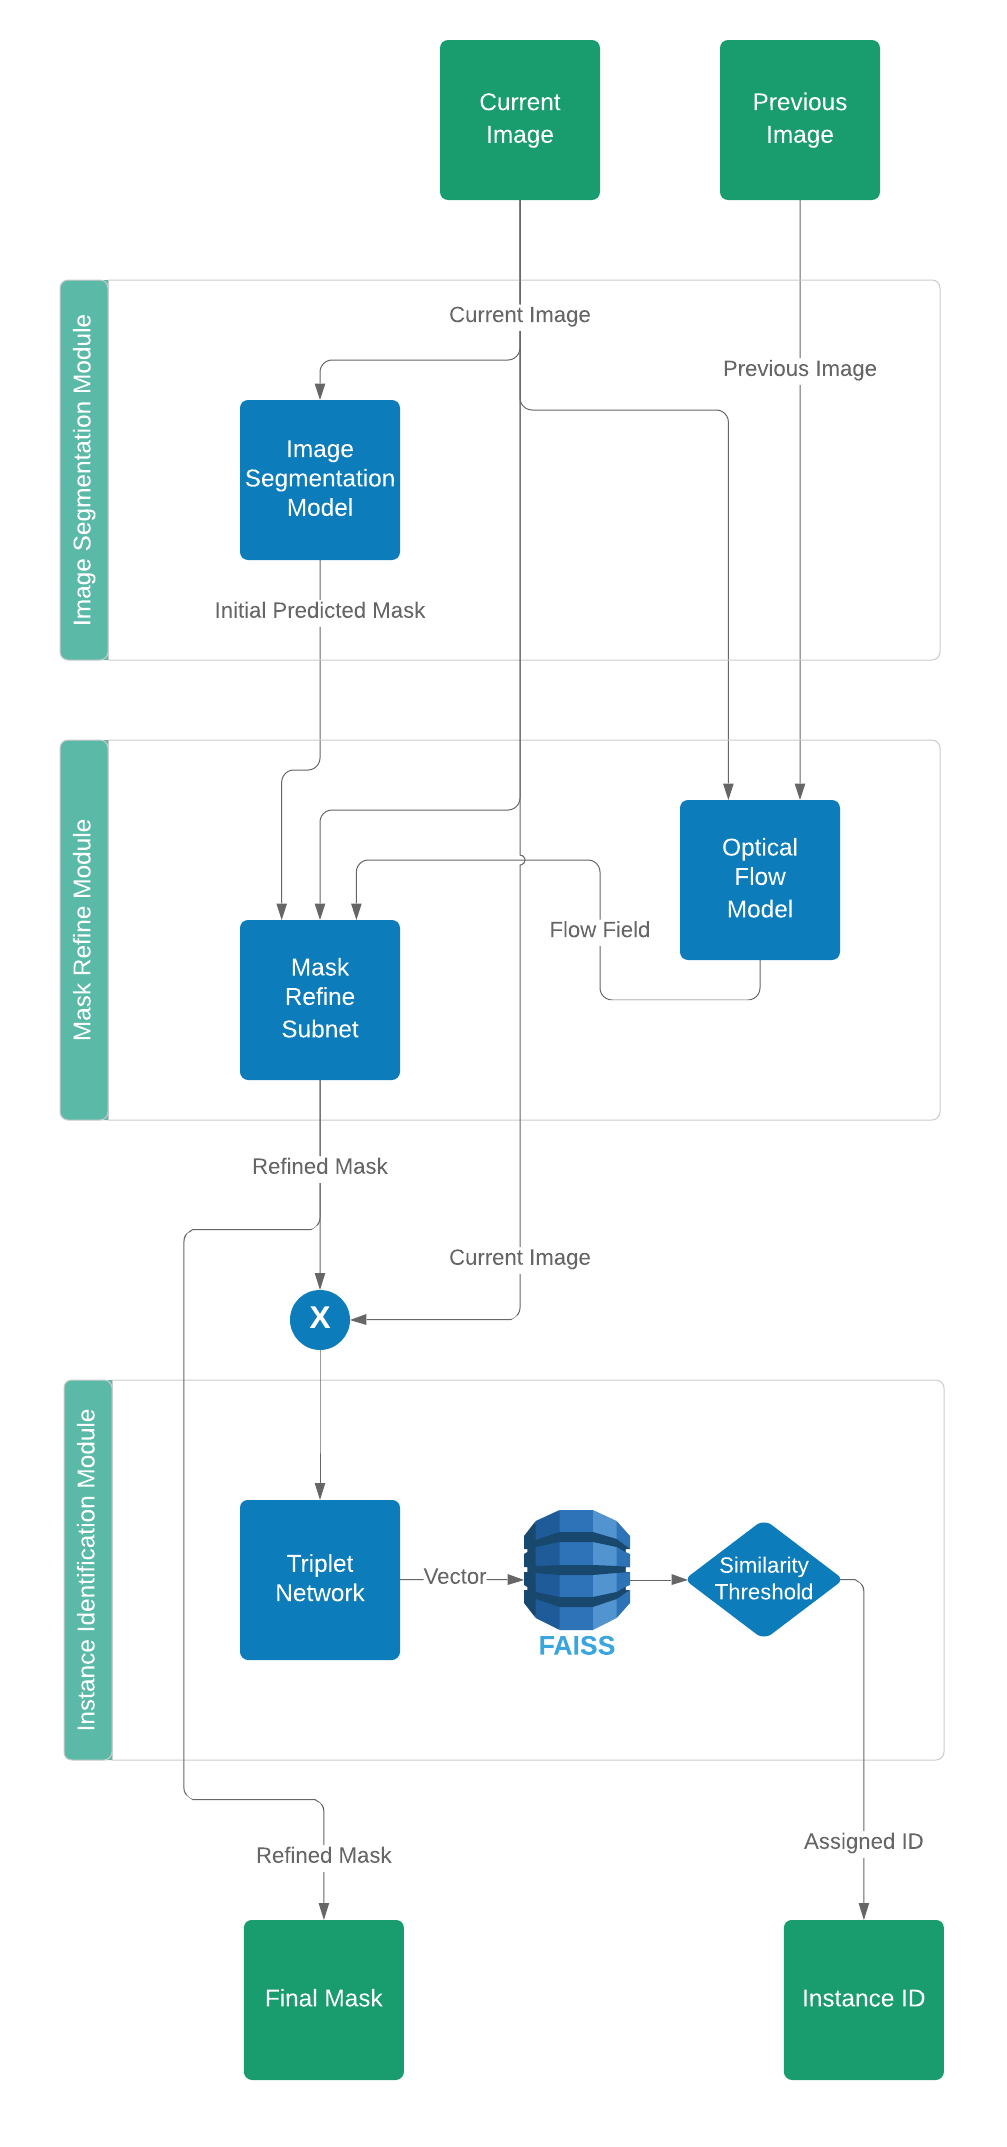 Current
Image
Previous
Image
Image Segmentation Module
Current Image
Previous Image
Image
Segmentation
Model
Initial Predicted Mask
Mask Refine Module
Optical
Flow
Model
Flow Field
Mask
Refine
Subnet
Refined Mask
Current Image
X
Instance Identification Module
Triplet
Network
Vector
FAISS
Similarity
Threshold
Assigned ID
Refined Mask
Final Mask
Instance ID